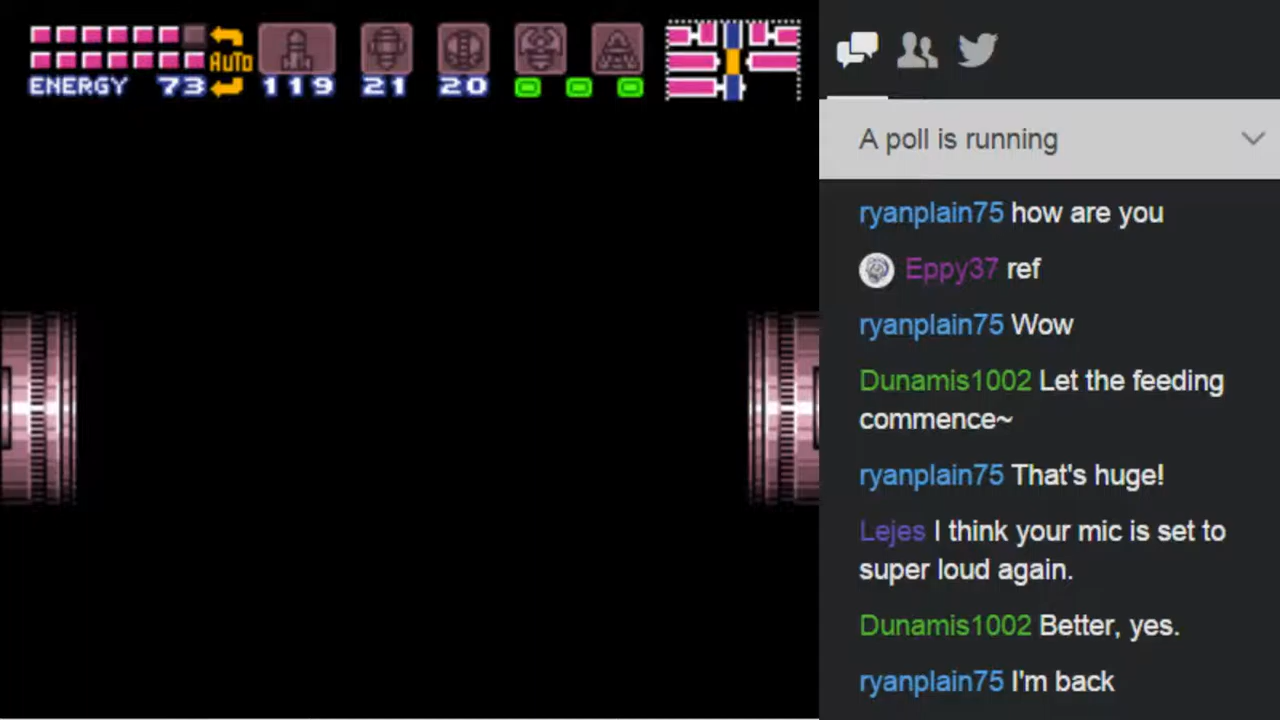 AUTO
ENERGY 73 119 21 20
A poll is running
ryanplain75 how are you
Eppy37 ref
ryanplain75 Wow
Dunamis1002 Let the feeding
commence~
ryanplain75 That's huge!
Lejes I think your mic is set to
super loud again.
Dunamis1002 Better, yes.
ryanplain75 I'm back